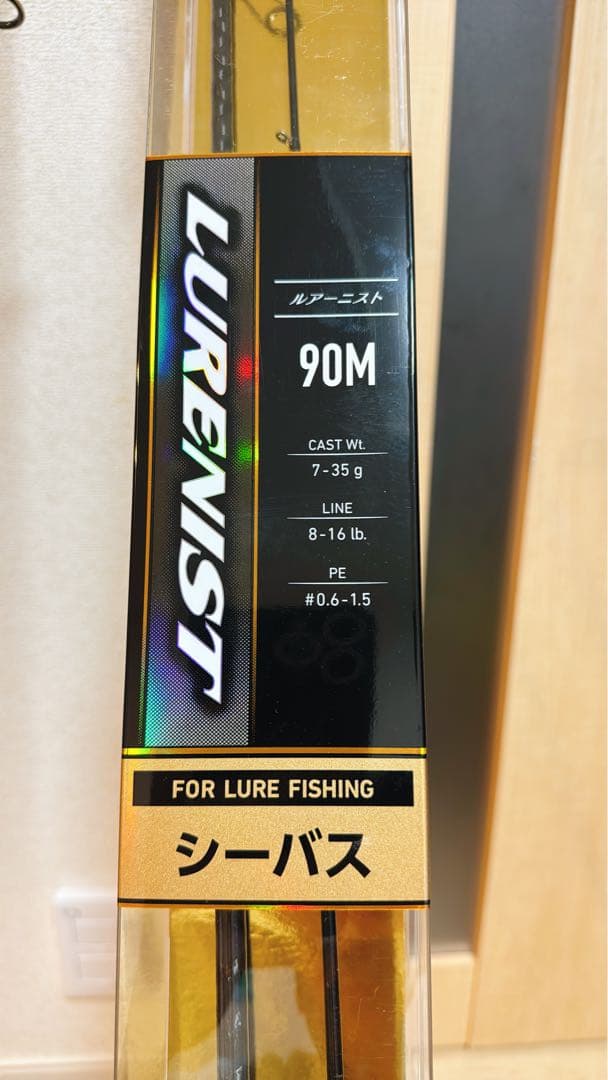 LURENIST
ルアーニスト
90M
CAST Wt.
7-35 g
LINE
8-16 lb.
PE
#0.6-1.5
FOR LURE FISHING
シーバス